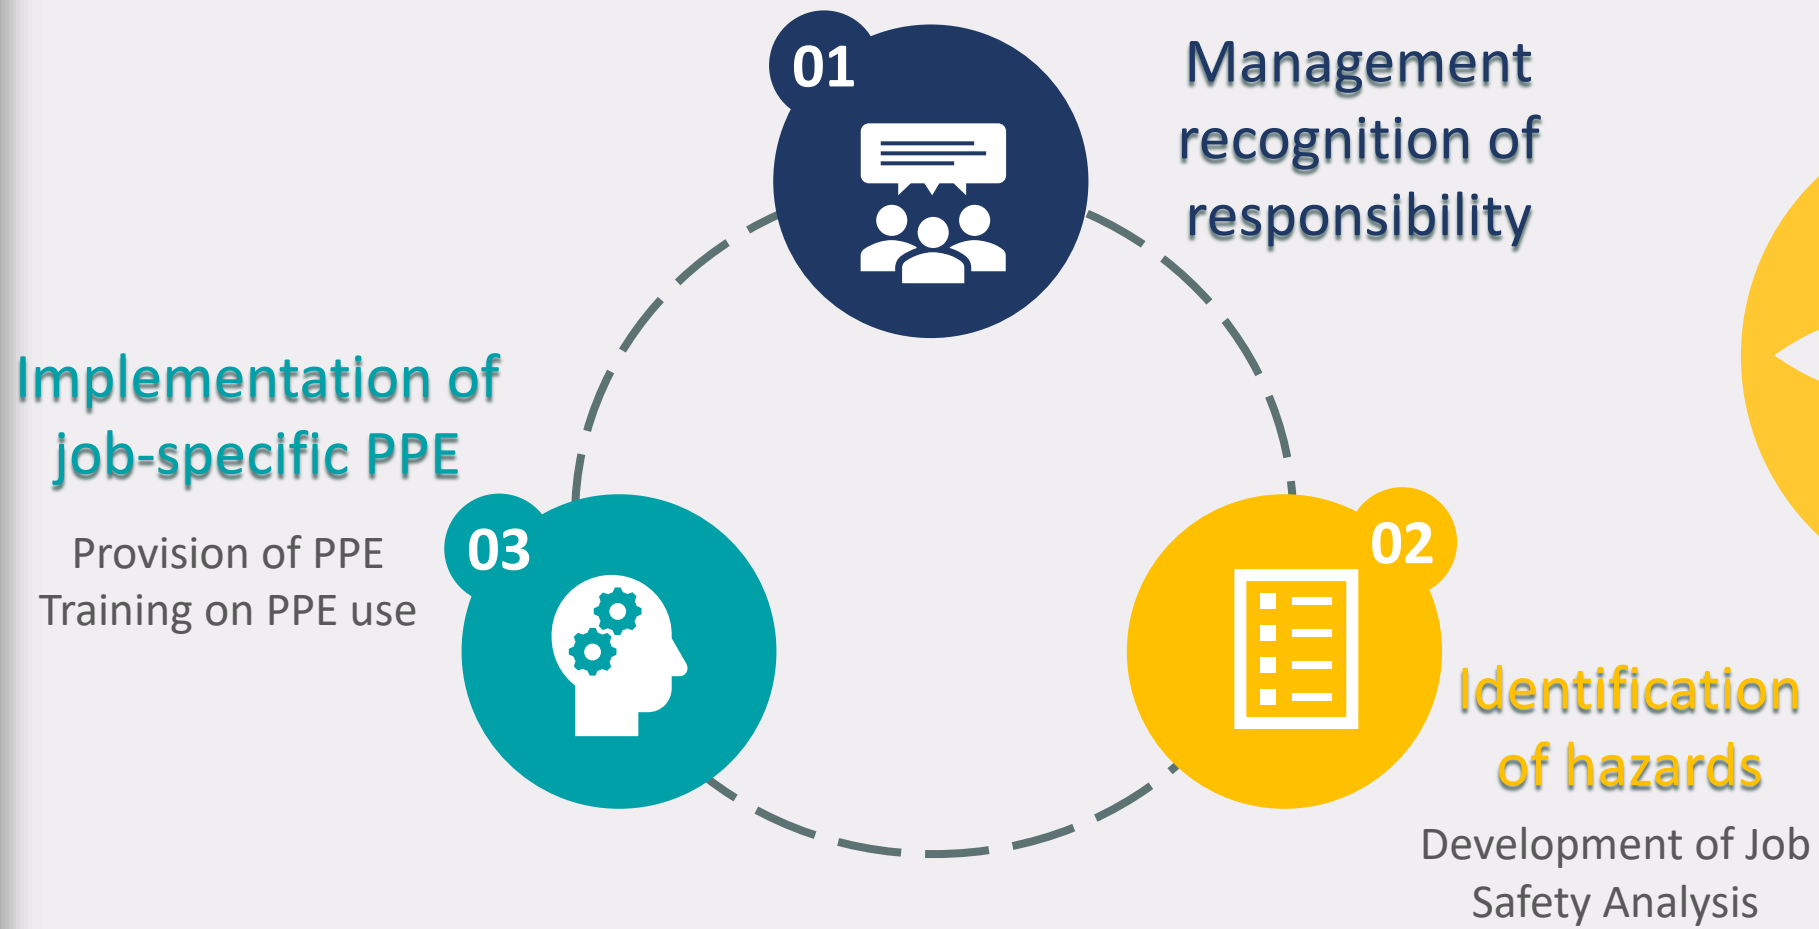 01
Management
recognition of
responsibility
02
Identification
of hazards
Development of Job
Safety Analysis
03
Implementation of
job-specific PPE
Provision of PPE
Training on PPE use